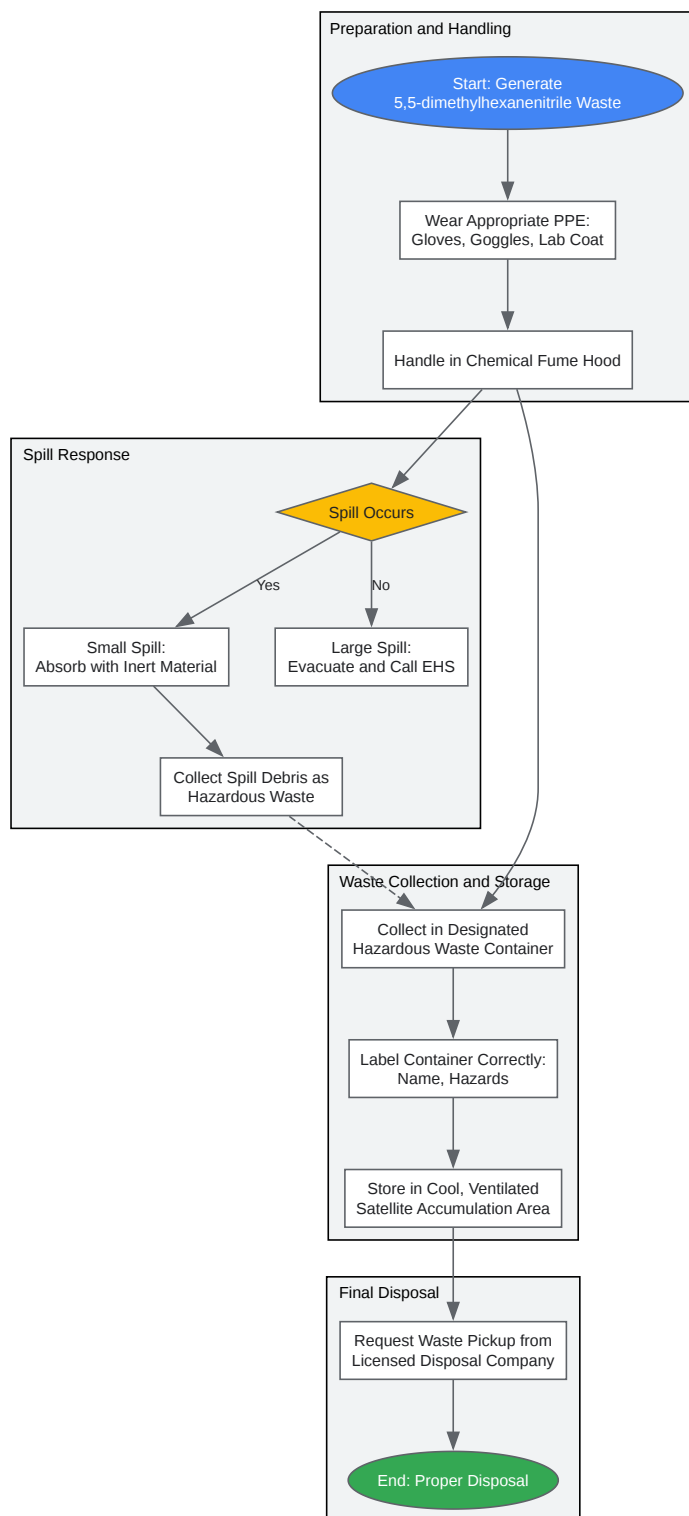 Preparation and Handling
Start: Generate
5,5-dimethylhexanenitrile Waste
Wear Appropriate PPE:
Gloves, Goggles, Lab Coat
Handle in Chemical Fume Hood
Spill Response
Spill Occurs
Yes
No
Small Spill:
Absorb with Inert Material
Large Spill:
Evacuate and Call EHS
Collect Spill Debris as
Hazardous Waste
Waste Collection and Storage
Collect in Designated
Hazardous Waste Container
Label Container Correctly:
Name, Hazards
Store in Cool, Ventilated
Satellite Accumulation Area
Final Disposal
Request Waste Pickup from
Licensed Disposal Company
End: Proper Disposal